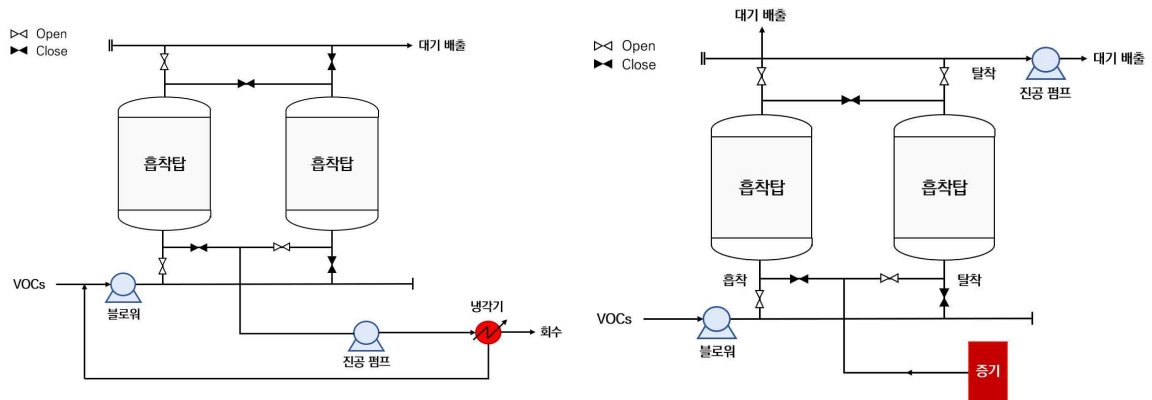 Open
Close
대기 배출
흡착탑
흡착탑
VOCs
블로워
냉각기
회수
진공 펌프
대기 배출
Open
Close
탈착
대기 배출
진공 펌프
흡착탑
흡착탑
흡착
탈착
VOCs
블로워
증기